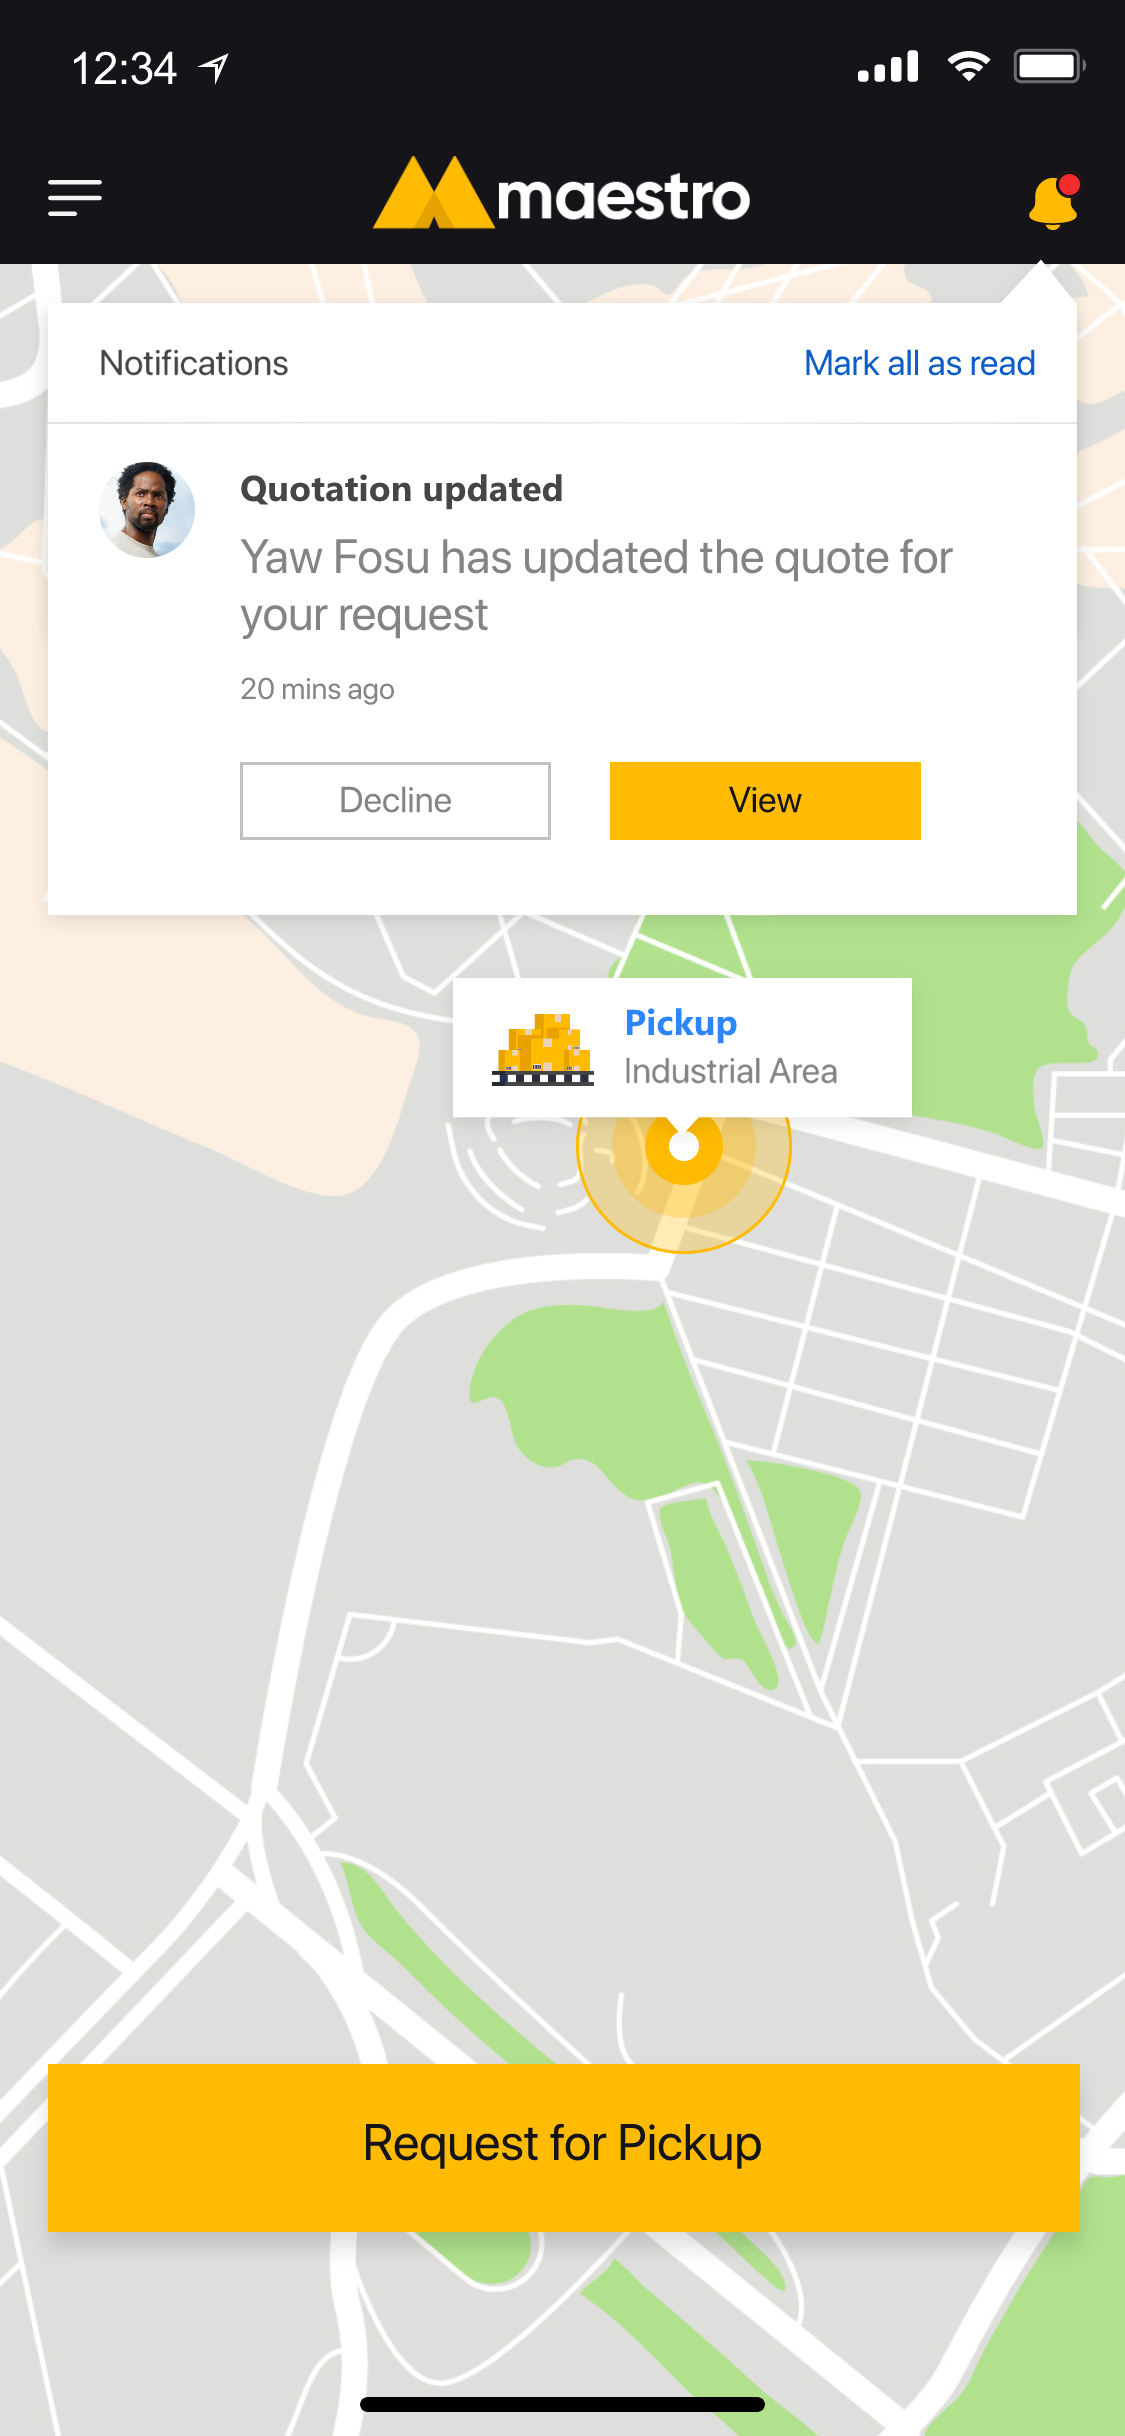 12:34
maestro
Notifications
Mark all as read
Quotation updated
Yaw Fosu has updated the quote for
your request
20 mins ago
Decline
View
Pickup
Industrial Area
Request for Pickup